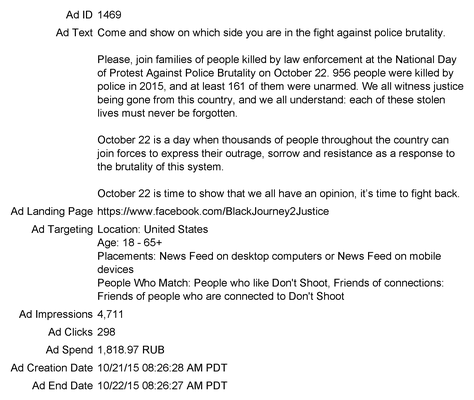 Ad ID 1469
Ad Text Come and show on which side you are in the fight against police brutality.
Please, join families of people killed by law enforcement at the National Day
of Protest Against Police Brutality on October 22. 956 people were killed by
police in 2015, and at least 161 of them were unarmed. We all witness justice
being gone from this country, and we all understand: each of these stolen
lives must never be forgotten.
October 22 is a day when thousands of people throughout the country can
join forces to express their outrage, sorrow and resistance as a response to
the brutality of this system.
October 22 is time to show that we all have an opinion, it's time to fight back.
Ad Landing Page https://www.facebook.com/BlackJourney2Justice
Ad Targeting Location: United States
Age: 18 - 65+
Placements: News Feed on desktop computers or News Feed on mobile
devices
People Who Match: People who like Don't Shoot, Friends of connections:
Friends of people who are connected to Don't Shoot
Ad Impressions 4,711
Ad Clicks 298
Ad Spend 1,818.97 RUB
Ad Creation Date 10/21/15 08:26:28 AM PDT
Ad End Date 10/22/15 08:26:27 AM PDT